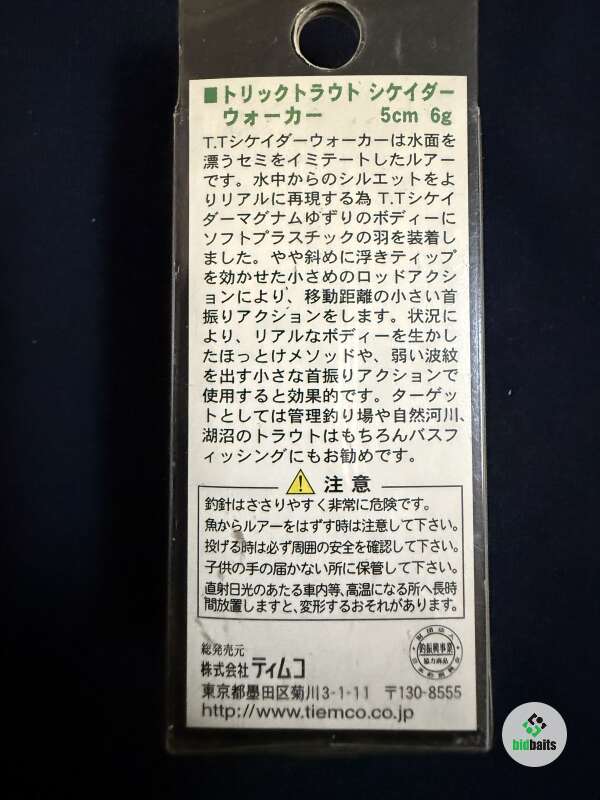 ■トリックトラウト シケイダー
ウォーカー 5cm 6g
T.Tシケイダーウォーカーは水面を
漂うセミをイミテートしたルアー
です。水中からのシルエットをよ
りリアルに再現する為T.Tシケイ
ダーマグナムゆずりのボディーに
ソフトプラスチックの羽を装着し
ました。やや斜めに浮きティップ
を効かせた小さめのロッドアクシ
ョンにより、移動距離の小さい首
振りアクションをします。状況に
より、リアルなボディーを生かし
たほっとけメソッドや、弱い波紋
を出す小さな首振りアクションで
使用すると効果的です。ターゲッ
トとしては管理釣り場や自然河川、
湖沼のトラウトはもちろんバスフ
ィッシングにもお勧めです。
注意
釣針はささりやすく非常に危険です。
魚からルアーをはずす時は注意して下さい。
投げる時は必ず周囲の安全を確認して下さい。
子供の手の届かない所に保管して下さい。
直射日光のあたる車内等、高温になる所へ長時
間放置しますと、変形するおそれがあります。
総発売元
株式会社ティムコ
東京都墨田区菊川3-1-11 〒130-8555
http://www.tiemco.co.jp
財団法人
釣振興事業
協力商品
bidbaits